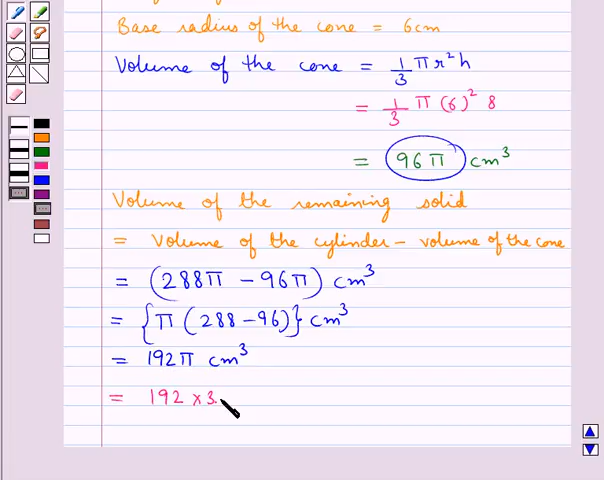 Base radius of the cone = 6cm
Volume of the cone = 1/3 πr²h
= 1/3 π (6)² 8
= 96π cm³
Volume of the remaining solid
= Volume of the cylinder - volume of the cone
= (288π - 96π) cm³
= {π (288 - 96)} cm³
= 192π cm³
= 192 × 3.